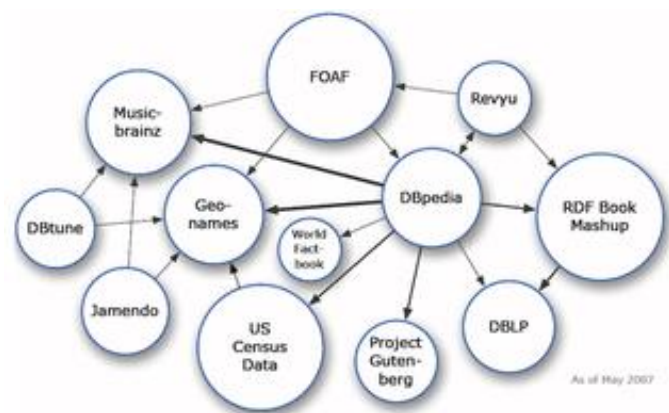 FOAF
Music-
brainz
Revyu
DBpedia
RDF Book
Mashup
DBtune
Geo-
names
World
Fact-
book
Jamendo
US
Census
Data
Project
Guten-
berg
DBLP
As of May 2007